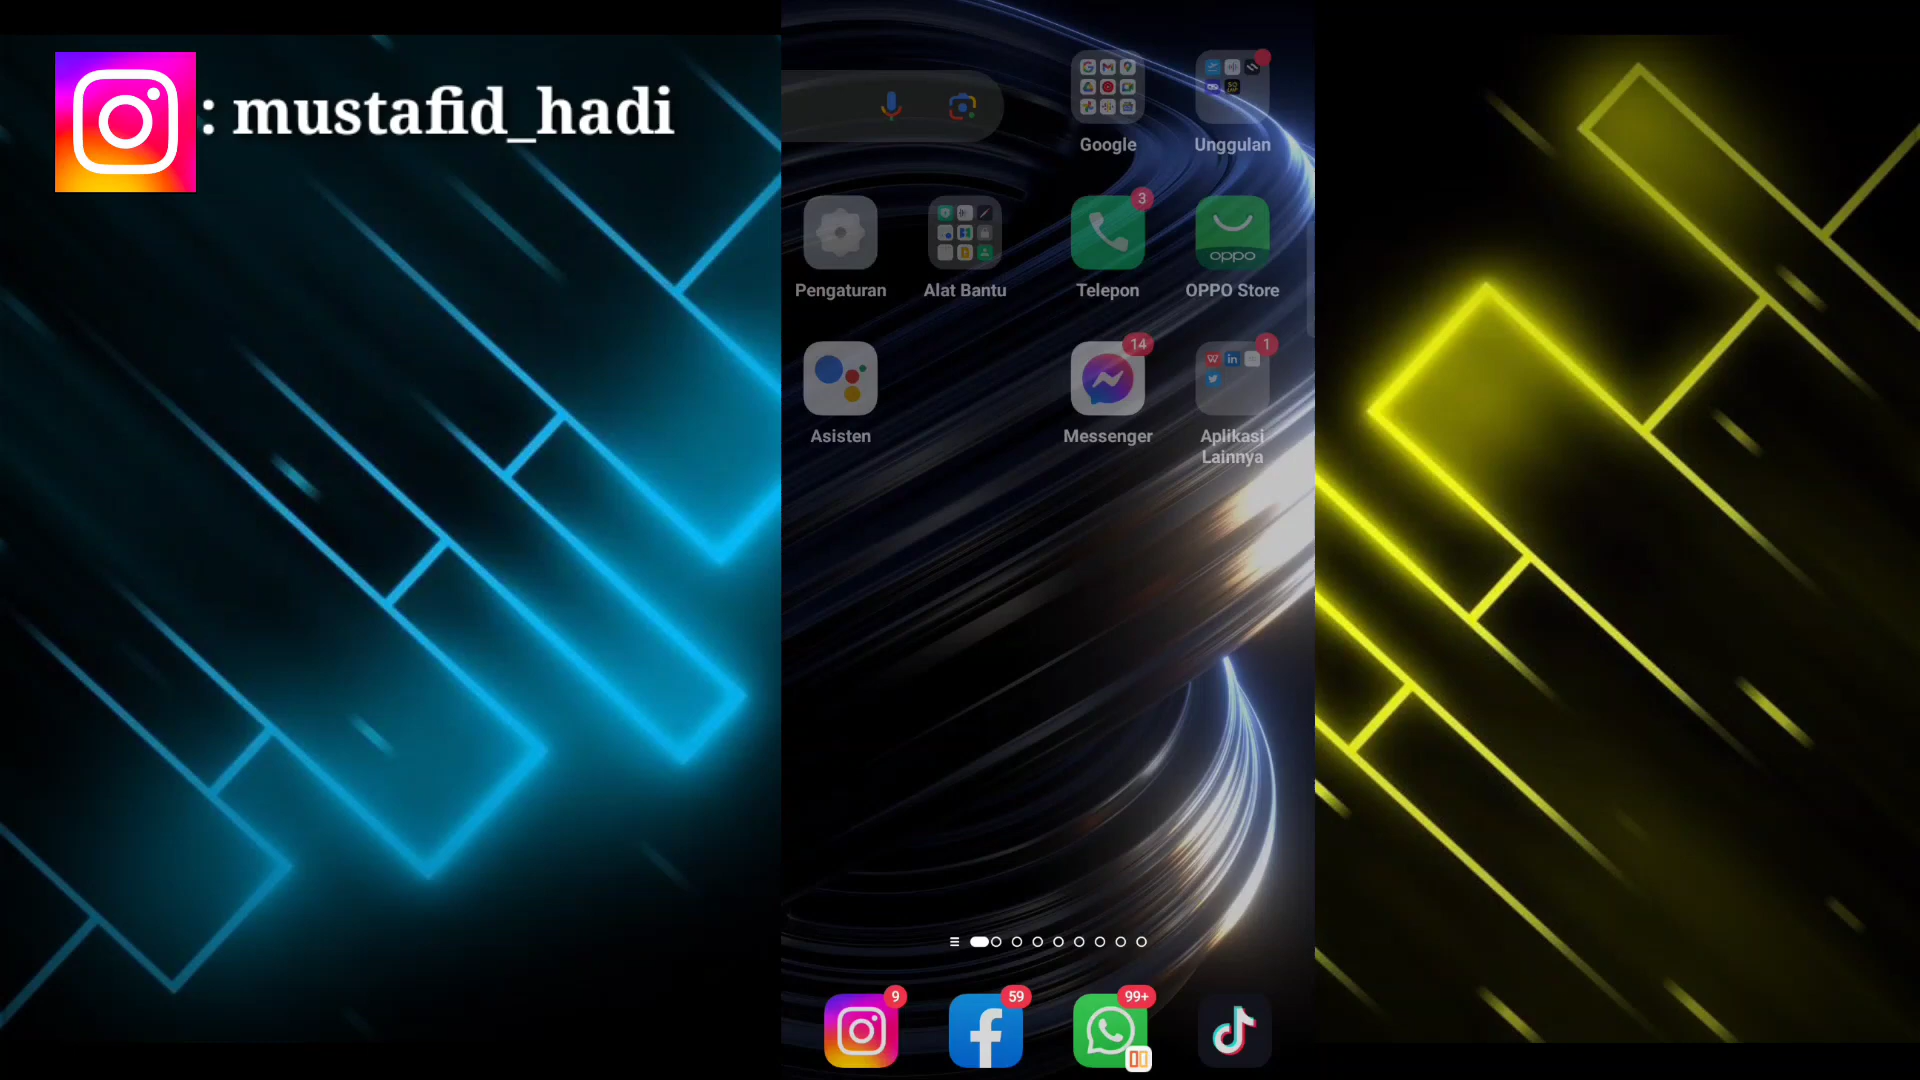 : mustafid_hadi
Google
Unggulan
3
oppo
Pengaturan
Alat Bantu
Telepon
OPPO Store
14
1
W
in
Asisten
Messenger
Aplikasi
Lainnya
9
59
99+